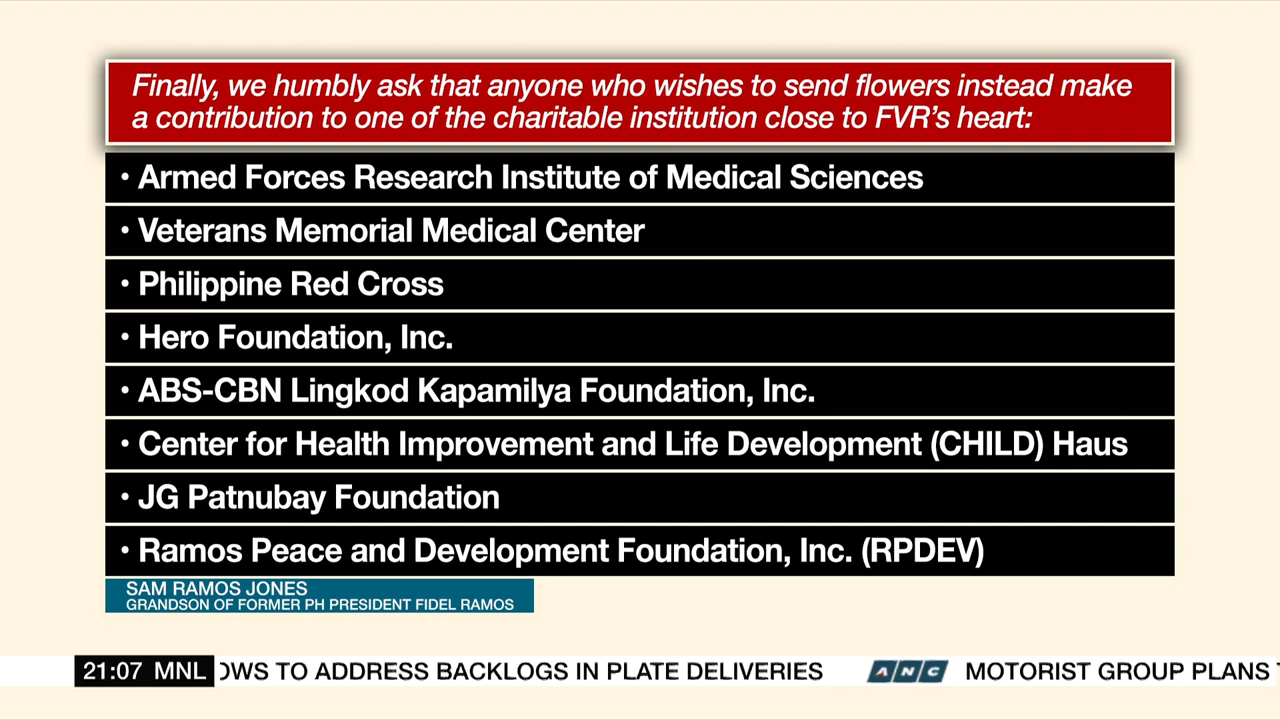 Finally, we humbly ask that anyone who wishes to send flowers instead make
a contribution to one of the charitable institution close to FVR's heart:
• Armed Forces Research Institute of Medical Sciences
• Veterans Memorial Medical Center
• Philippine Red Cross
• Hero Foundation, Inc.
• ABS-CBN Lingkod Kapamilya Foundation, Inc.
• Center for Health Improvement and Life Development (CHILD) Haus
• JG Patnubay Foundation
• Ramos Peace and Development Foundation, Inc. (RPDEV)
SAM RAMOS JONES
GRANDSON OF FORMER PH PRESIDENT FIDEL RAMOS
21:07 MNL OWS TO ADDRESS BACKLOGS IN PLATE DELIVERIES ANC MOTORIST GROUP PLANS